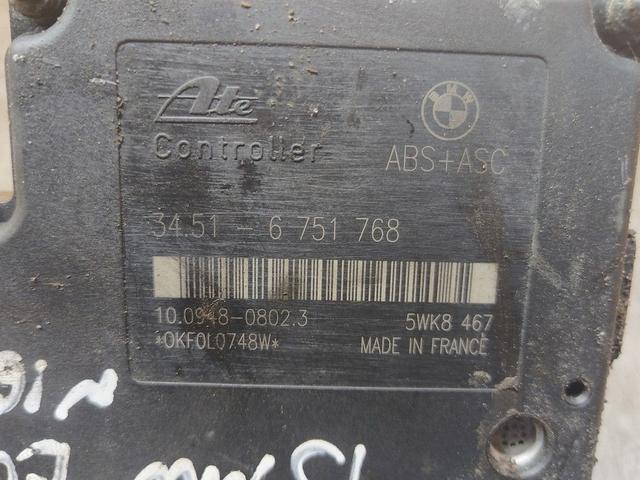 Ate
BMW
Controller
ABS+ASC
34.51 - 6 751 768
10.0948-0802.3
5WK8 467
*0KF0L0748W*
MADE IN FRANCE